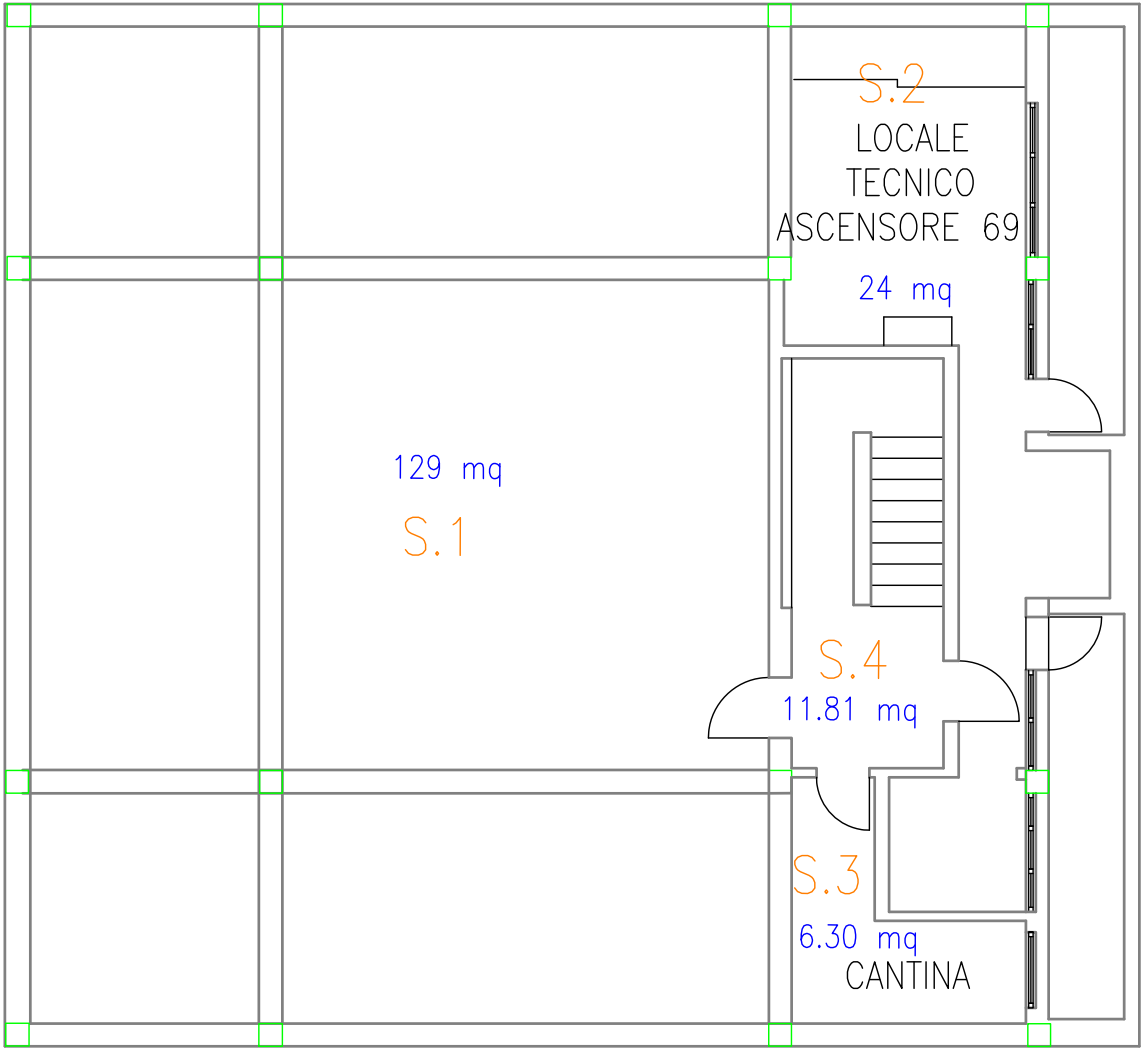 S.2
LOCALE
TECNICO
ASCENSORE 69
24 mq
129 mq
S.1
S.4
11.81 mq
S.3
6.30 mq
CANTINA